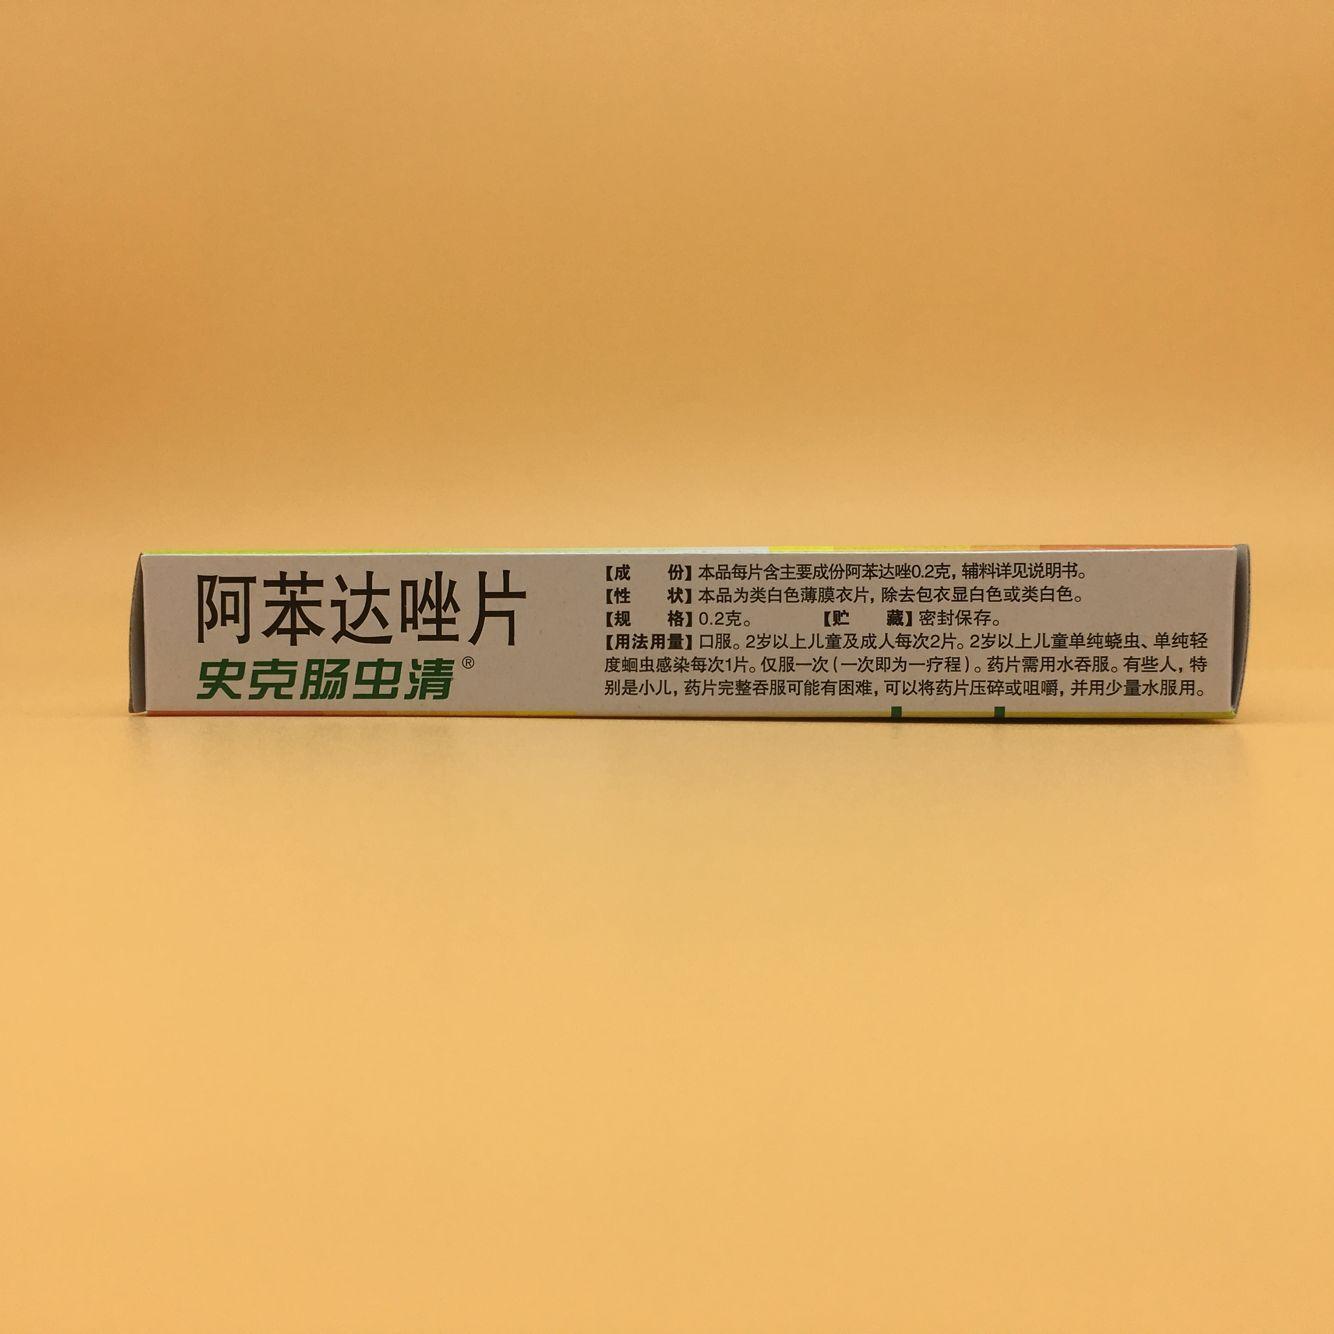 阿苯达唑片
史克肠虫清®
【成　份】本品每片含主要成份阿苯达唑0.2克，辅料详见说明书。
【性　状】本品为类白色薄膜衣片，除去包衣显白色或类白色。
【规　格】0.2克。　【贮　藏】密封保存。
【用法用量】口服。2岁以上儿童及成人每次2片。2岁以上儿童单纯蛲虫、单纯轻
度蛔虫感染每次1片。仅服一次（一次即为一疗程）。药片需用水吞服。有些人，特
别是小儿，药片完整吞服可能有困难，可以将药片压碎或咀嚼，并用少量水服用。